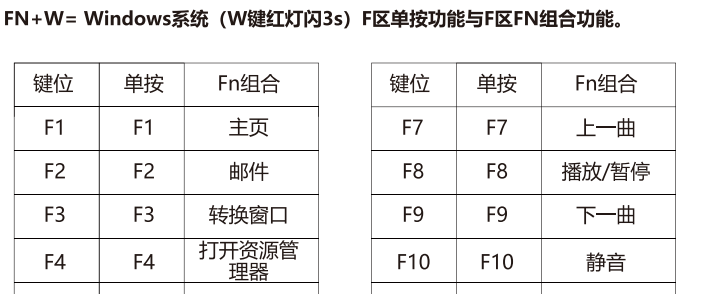 FN+W= Windows系统（W键红灯闪3s）F区单按功能与F区FN组合功能。
键位 单按 Fn组合
F1 F1 主页
F2 F2 邮件
F3 F3 转换窗口
F4 F4 打开资源管
理器
键位 单按 Fn组合
F7 F7 上一曲
F8 F8 播放/暂停
F9 F9 下一曲
F10 F10 静音